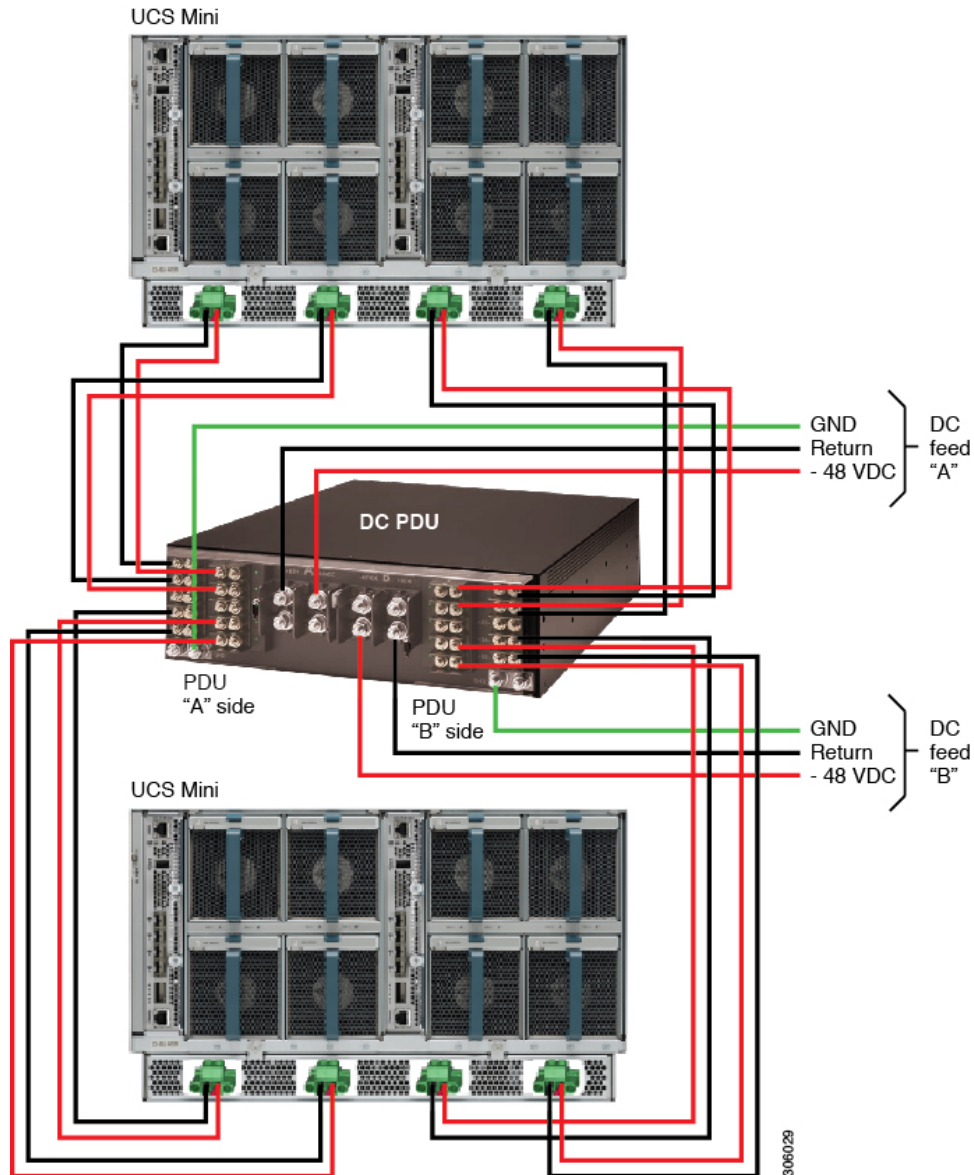 UCS Mini
GND
Return
- 48 VDC
DC
feed
“A”
DC PDU
PDU
“A” side
PDU
“B” side
GND
Return
- 48 VDC
DC
feed
“B”
UCS Mini
306029